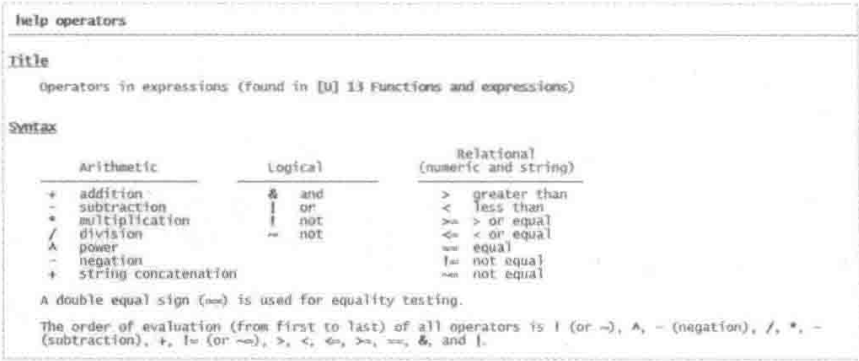 help operators
Title
Operators in expressions (found in [U] 13 Functions and expressions)
Syntax
Relational
Arithmetic Logical (numeric and string)
+ addition & and > greater than
- subtraction | or < less than
* multiplication ! not >= > or equal
/ division ~ not <= < or equal
^ power == equal
- negation != not equal
+ string concatenation ~= not equal
A double equal sign (==) is used for equality testing.
The order of evaluation (from first to last) of all operators is ! (or ~), ^, - (negation), /, *, -
(subtraction), +, != (or ~=), >, <, <=, >=, ==, &, and |.